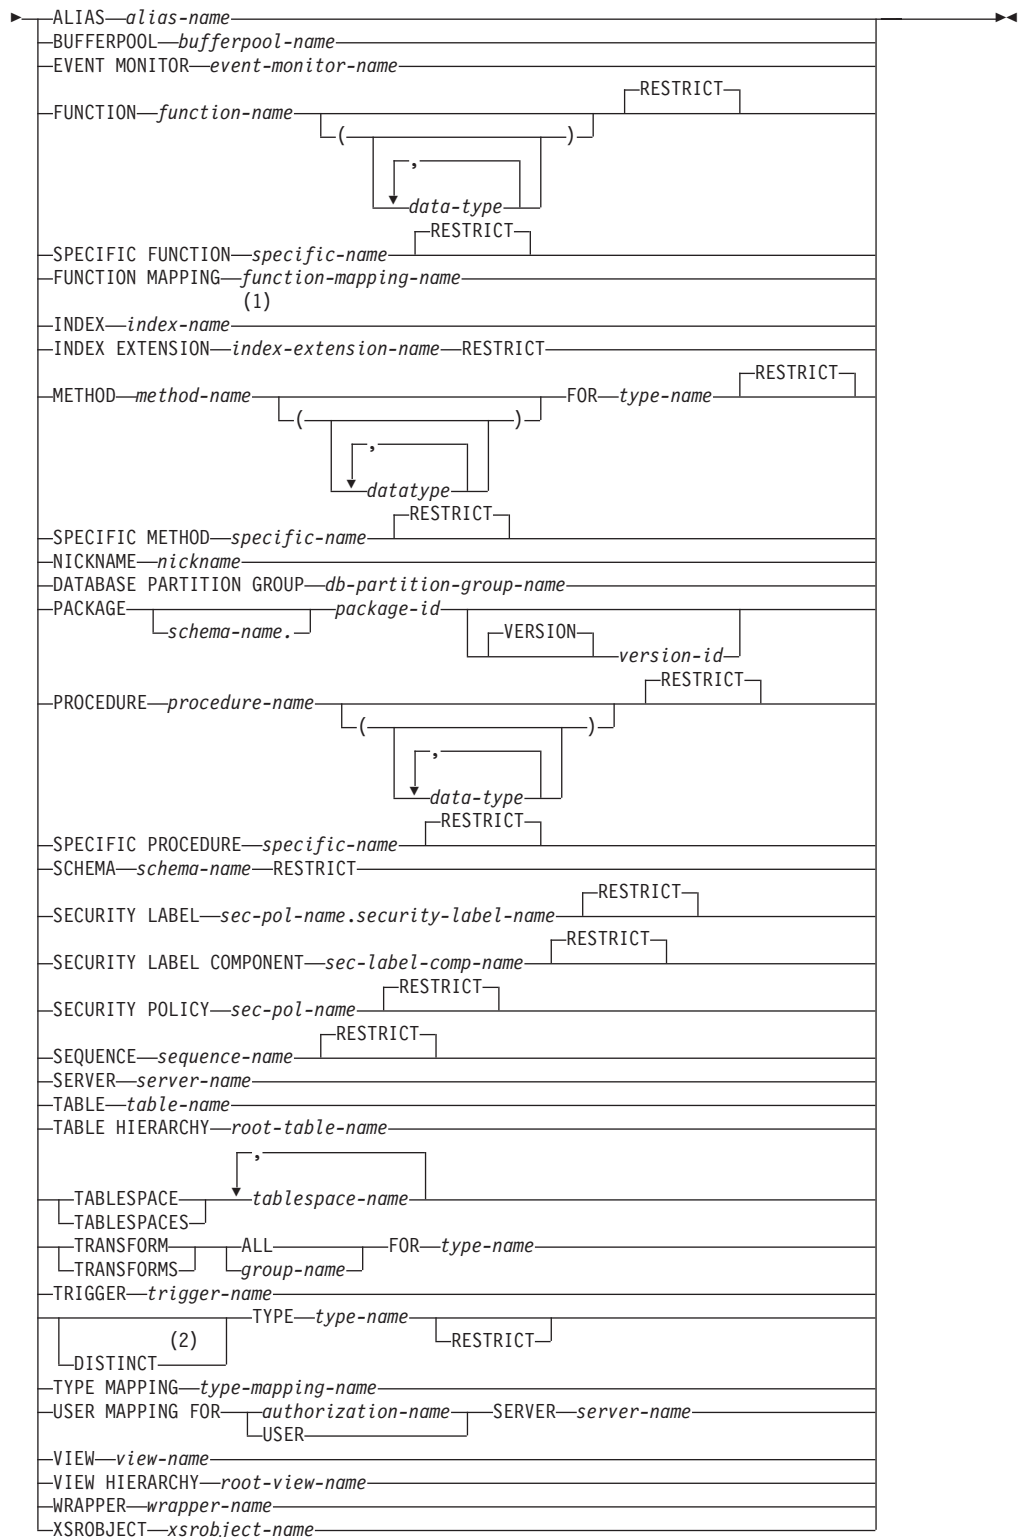 ALIAS alias-name
BUFFERPOOL bufferpool-name
EVENT MONITOR event-monitor-name
RESTRICT
FUNCTION function-name
( )
,
data-type
RESTRICT
SPECIFIC FUNCTION specific-name
FUNCTION MAPPING function-mapping-name
(1)
INDEX index-name
INDEX EXTENSION index-extension-name RESTRICT
RESTRICT
METHOD method-name FOR type-name
( )
,
datatype
RESTRICT
SPECIFIC METHOD specific-name
NICKNAME nickname
DATABASE PARTITION GROUP db-partition-group-name
PACKAGE package-id
schema-name. VERSION
version-id
RESTRICT
PROCEDURE procedure-name
( )
,
data-type
RESTRICT
SPECIFIC PROCEDURE specific-name
SCHEMA schema-name RESTRICT
RESTRICT
SECURITY LABEL sec-pol-name.security-label-name
RESTRICT
SECURITY LABEL COMPONENT sec-label-comp-name
RESTRICT
SECURITY POLICY sec-pol-name
RESTRICT
SEQUENCE sequence-name
SERVER server-name
TABLE table-name
TABLE HIERARCHY root-table-name
,
TABLESPACE tablespace-name
TABLESPACES
TRANSFORM ALL FOR type-name
TRANSFORMS group-name
TRIGGER trigger-name
TYPE type-name
(2) RESTRICT
DISTINCT
TYPE MAPPING type-mapping-name
USER MAPPING FOR authorization-name SERVER server-name
USER
VIEW view-name
VIEW HIERARCHY root-view-name
WRAPPER wrapper-name
XSROBJECT xsrobject-name